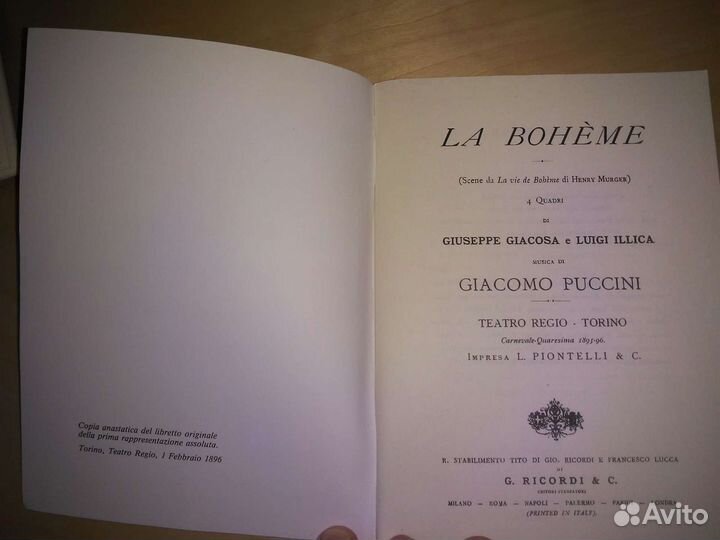 Copia anastatica del libretto originale
della prima rappresentazione assoluta.
Torino, Teatro Regio, 1 Febbraio 1896
LA BOHÈME
(Scene da La vie de Bohème di HENRY MURGER)
4 QUADRI
DI
GIUSEPPE GIACOSA e LUIGI ILLICA
MUSICA DI
GIACOMO PUCCINI
TEATRO REGIO - TORINO
Carnevale-Quaresima 1895-96.
IMPRESA L. PIONTELLI & C.
R. STABILIMENTO TITO DI GIO. RICORDI E FRANCESCO LUCCA
DI
G. RICORDI & C.
EDITORI STAMPATORI
MILANO — ROMA — NAPOLI — PALERMO — PARIGI — LONDRA
(PRINTED IN ITALY).
Avito